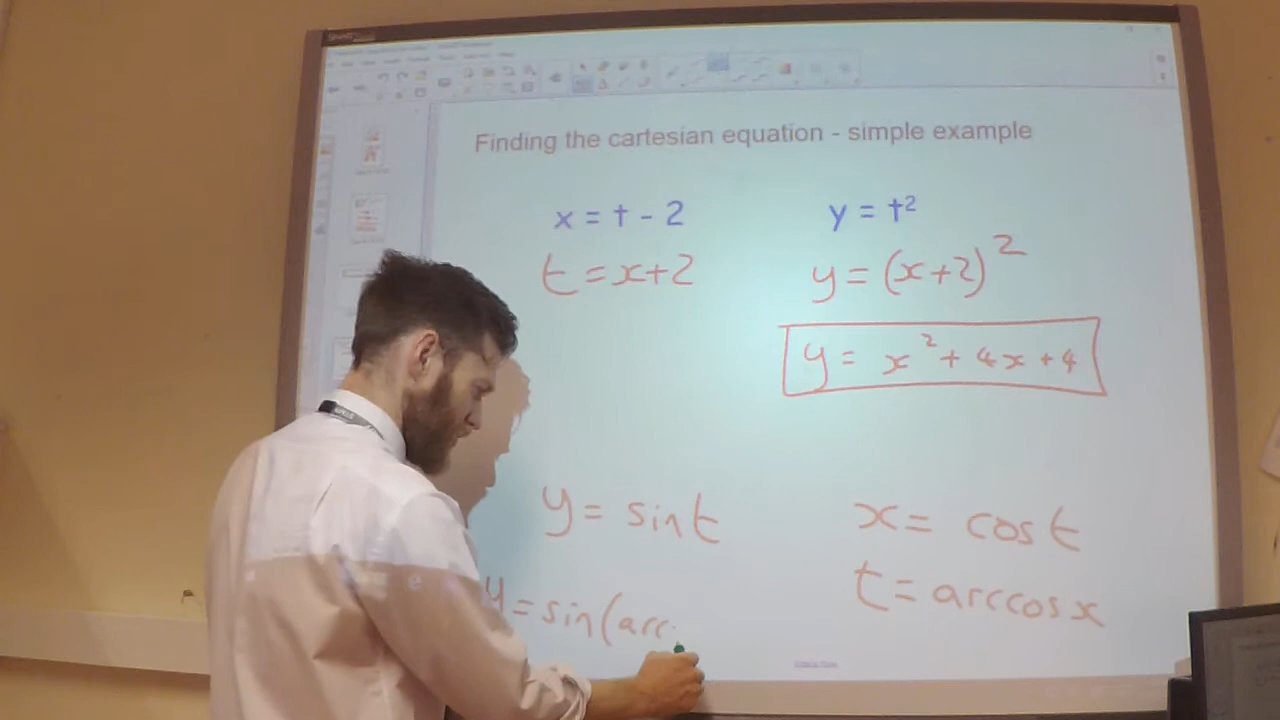 Finding the cartesian equation - simple example
x = t - 2
y = t²
t = x+2
y = (x+2)²
y = x² + 4x + 4
y = sin t
x = cos t
y = sin(arc
t = arccos x